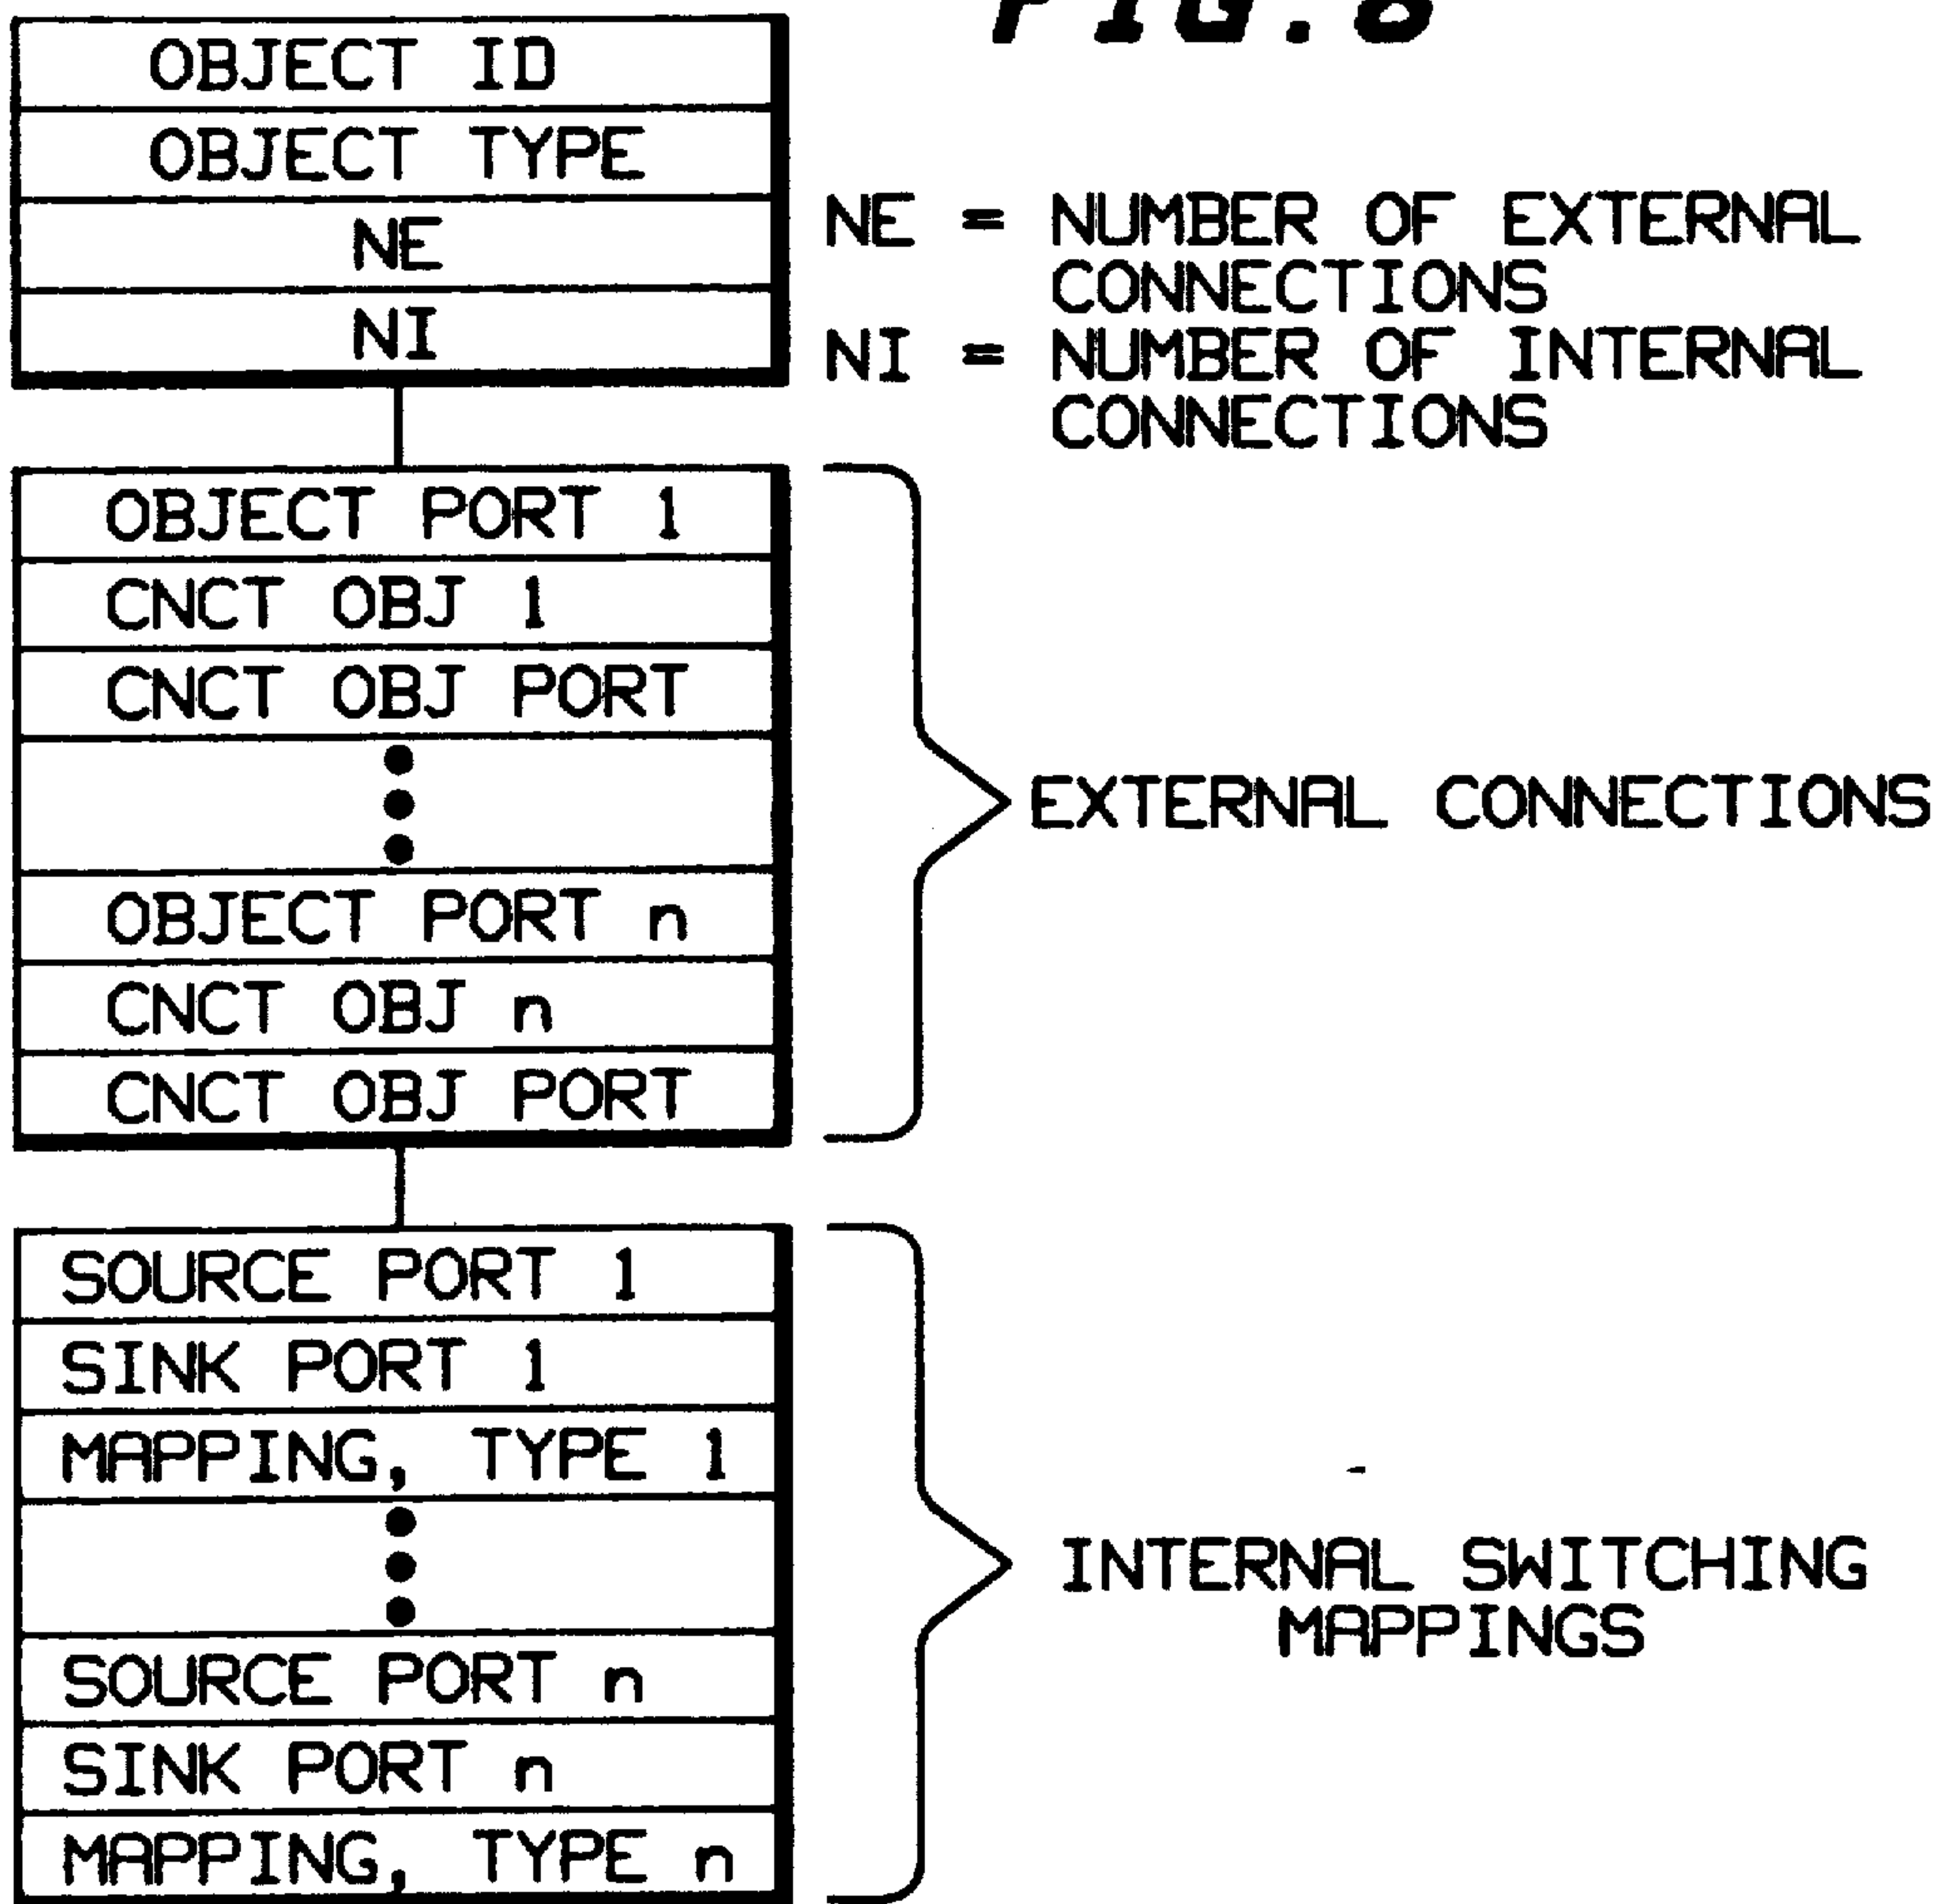 FIG.
OBJECT ID
OBJECT TYPE
NE
NI
NE = NUMBER OF EXTERNAL
CONNECTIONS
NI = NUMBER OF INTERNAL
CONNECTIONS
OBJECT PORT 1
CNCT OBJ 1
CNCT OBJ PORT
OBJECT PORT n
CNCT OBJ n
CNCT OBJ PORT
EXTERNAL CONNECTIONS
SOURCE PORT 1
SINK PORT 1
MAPPING, TYPE 1
SOURCE PORT n
SINK PORT n
MAPPING, TYPE n
INTERNAL SWITCHING
MAPPINGS